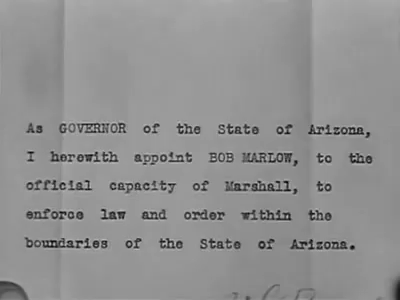 As GOVERNOR of the State of Arizona,
I herewith appoint BOB MARLOW, to the
official capacity of Marshall, to
enforce law and order within the
boundaries of the State of Arizona.